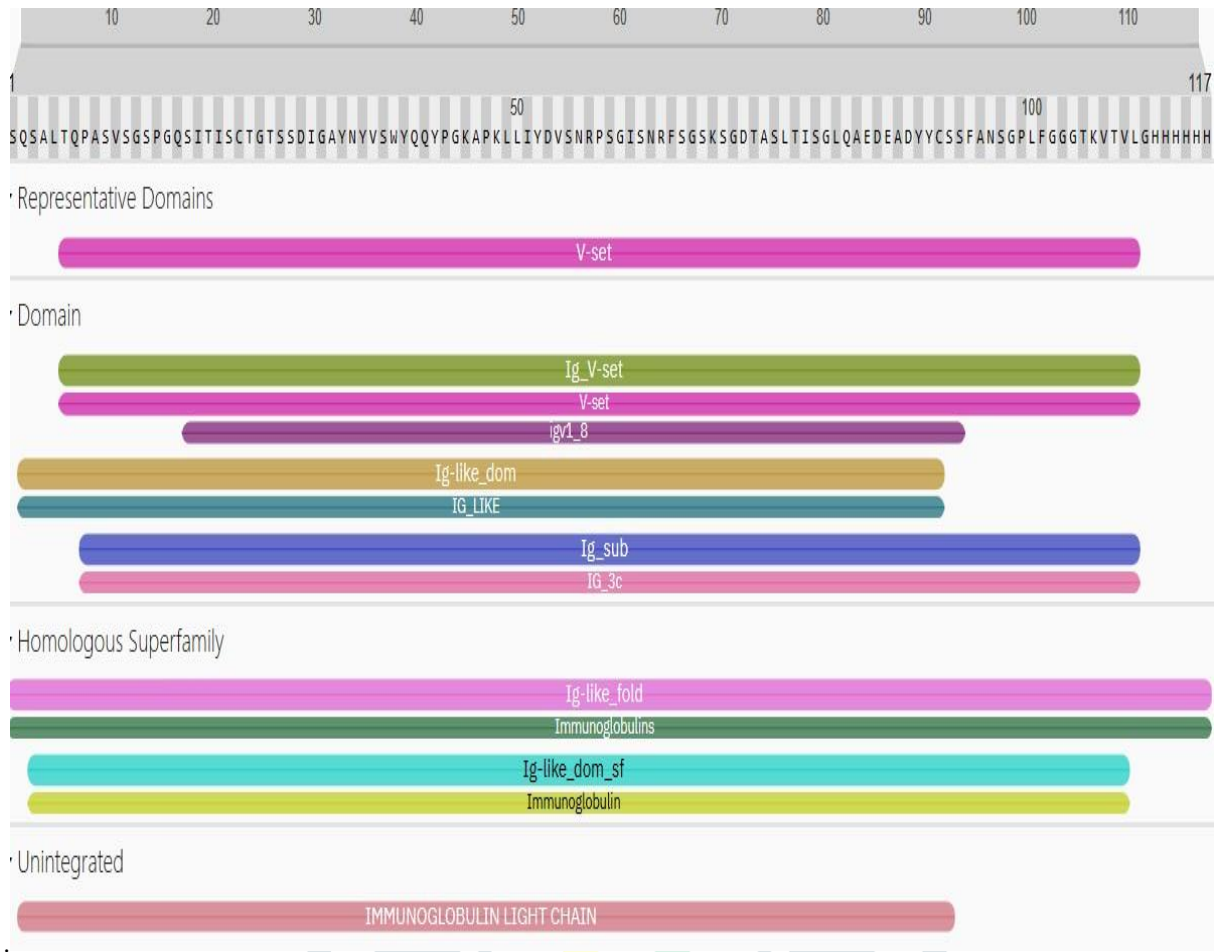 10 20 30 40 50 60 70 80 90 100 110
1 117
50 100
SQSALTQPASVSGSPGQSITISCTGTSSDIGAYNYVSWYQQYPGKAPKLLIYDVSNRPSGISNRFSGSKSGDTASLTISGLQAEDEADYYCSSFANSGPLFGGGTKVTVLGHHHHHH
Representative Domains
V-set
Domain
Ig_V-set
V-set
igv1_8
Ig-like_dom
IG_LIKE
Ig_sub
IG_3c
Homologous Superfamily
Ig-like_fold
Immunoglobulins
Ig-like_dom_sf
Immunoglobulin
Unintegrated
IMMUNOGLOBULIN LIGHT CHAIN